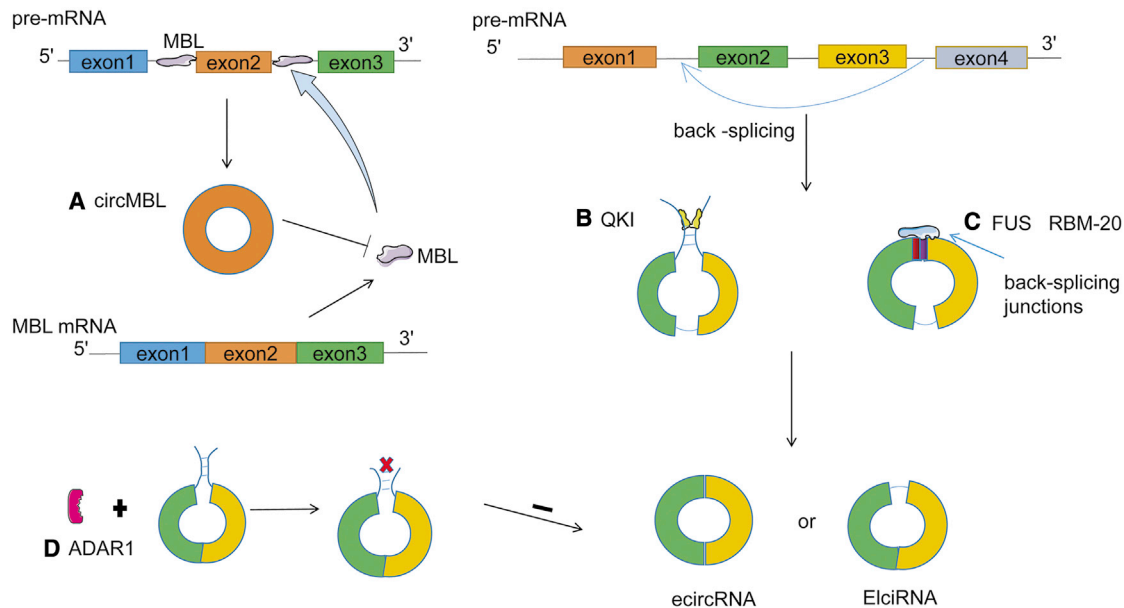 pre-mRNA
5' MBL 3'
exon1 exon2 exon3
A circMBL
MBL
MBL mRNA
5' 3'
exon1 exon2 exon3
pre-mRNA
5' 3'
exon1 exon2 exon3 exon4
back -splicing
B QKI
C FUS RBM-20
back-splicing
junctions
D ADAR1
or
ecircRNA
ElciRNA